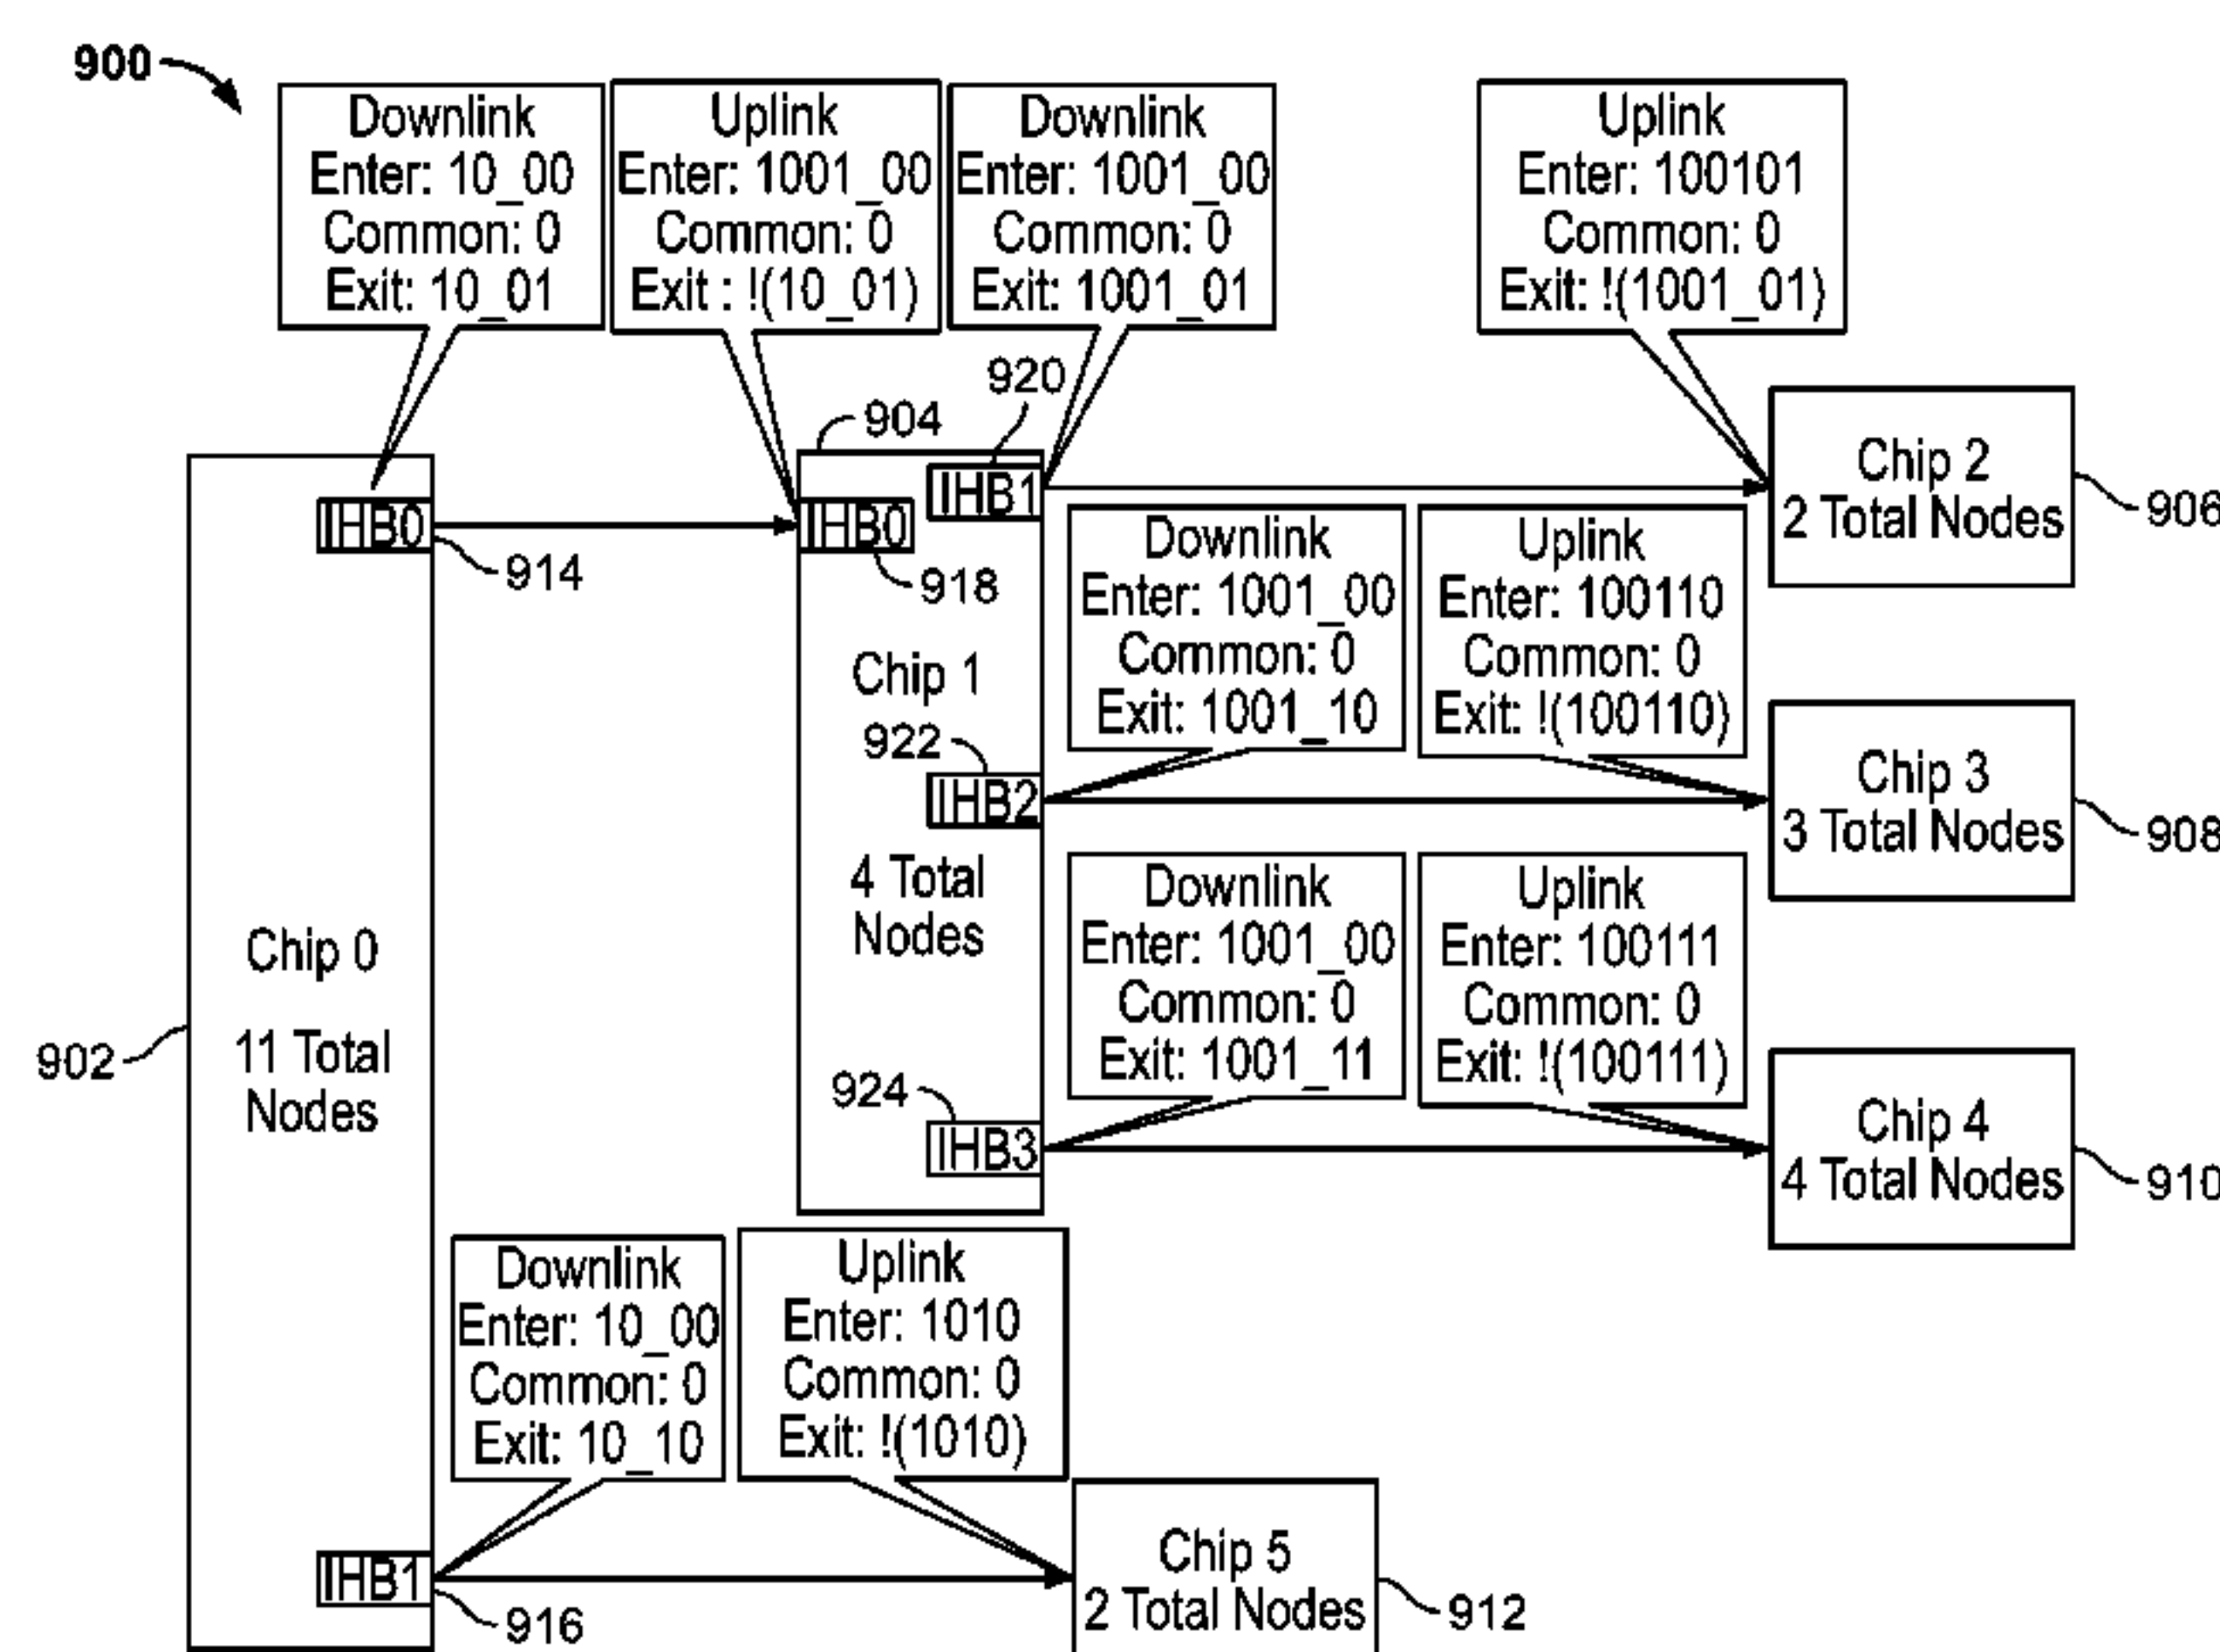 900
Downlink
Enter: 10_00
Common: 0
Exit: 10_01
Uplink
Enter: 1001_00
Common: 0
Exit : !(10_01)
Downlink
Enter: 1001_00
Common: 0
Exit: 1001_01
Uplink
Enter: 100101
Common: 0
Exit: !(1001_01)
920
904
IHB1
Chip 2
2 Total Nodes
906
IHB0
914
IHB0
918
Downlink
Enter: 1001_00
Common: 0
Exit: 1001_10
Uplink
Enter: 100110
Common: 0
Exit: !(100110)
Chip 1
922
IHB2
Chip 3
3 Total Nodes
908
4 Total
Nodes
Downlink
Enter: 1001_00
Common: 0
Exit: 1001_11
Uplink
Enter: 100111
Common: 0
Exit: !(100111)
Chip 0
11 Total
Nodes
902
924
IHB3
Chip 4
4 Total Nodes
910
Downlink
Enter: 10_00
Common: 0
Exit: 10_10
Uplink
Enter: 1010
Common: 0
Exit: !(1010)
IHB1
916
Chip 5
2 Total Nodes
912